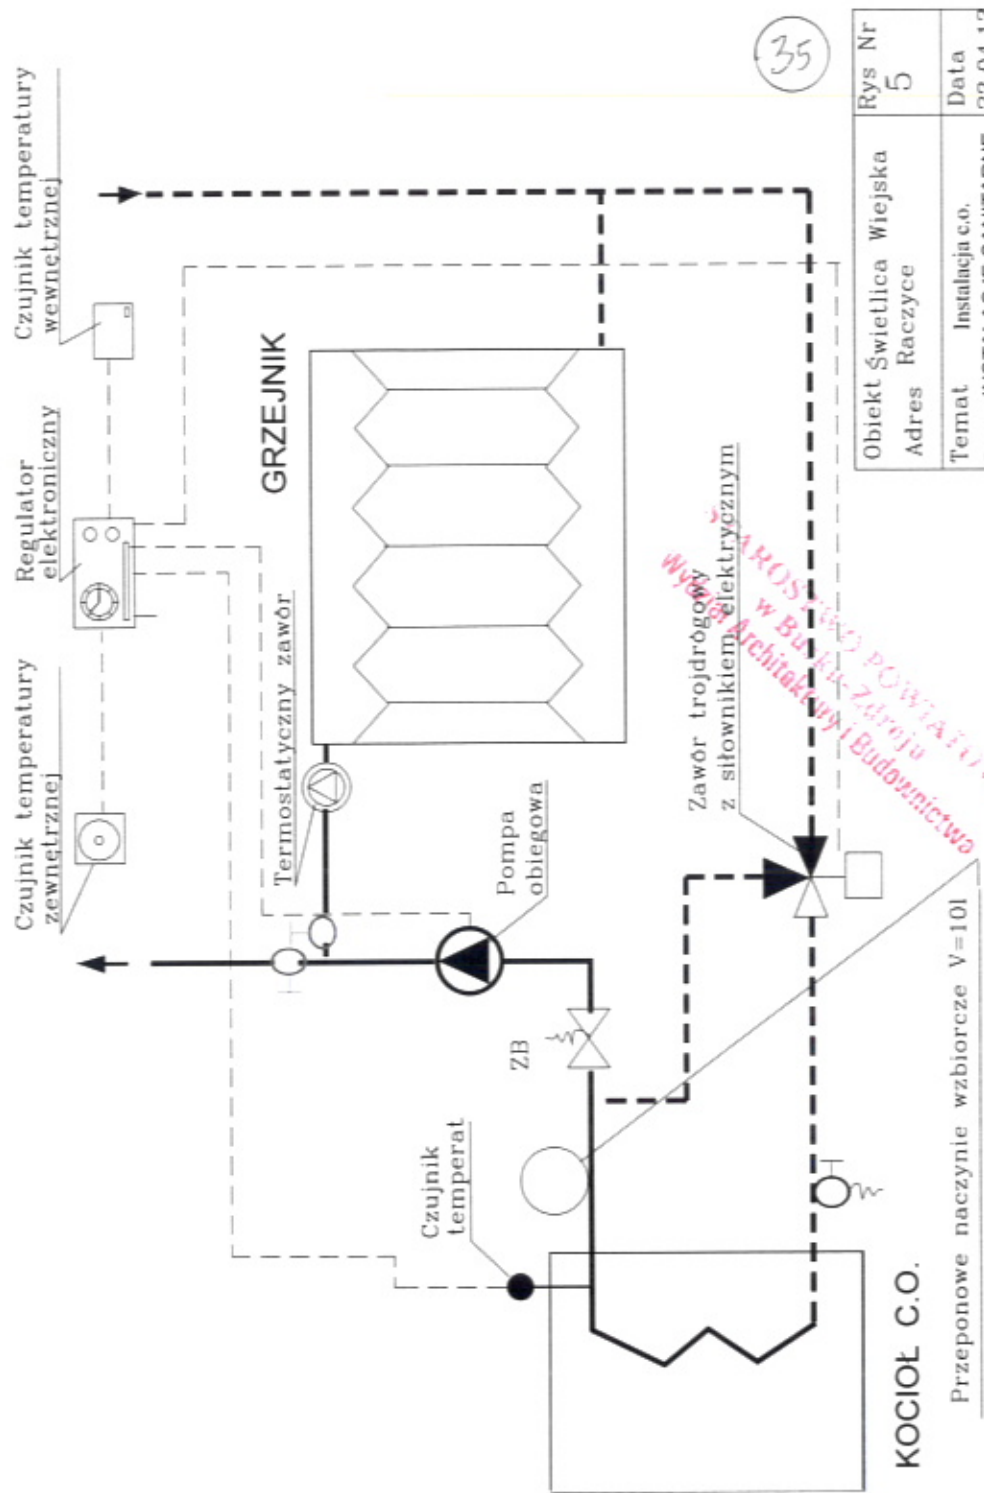 Czujnik temperatury
zewnętrznej
Regulator
elektroniczny
Czujnik temperatury
wewnętrznej
Termostatyczny zawór
GRZEJNIK
Pompa
obiegowa
ZB
Czujnik
temperat
Zawór trojdrógowy
z siłownikiem elektrycznym
KOCIOŁ C.O.
Przeponowe naczynie wzbiorcze V=10l
35
Obiekt Świetlica Wiejska
Adres Raczyce
Rys Nr
5
Temat Instalacja c.o.
Data
STAROSTWO POWIATO
w Busku-Zdroju
Wydział Architektury i Budownictwa